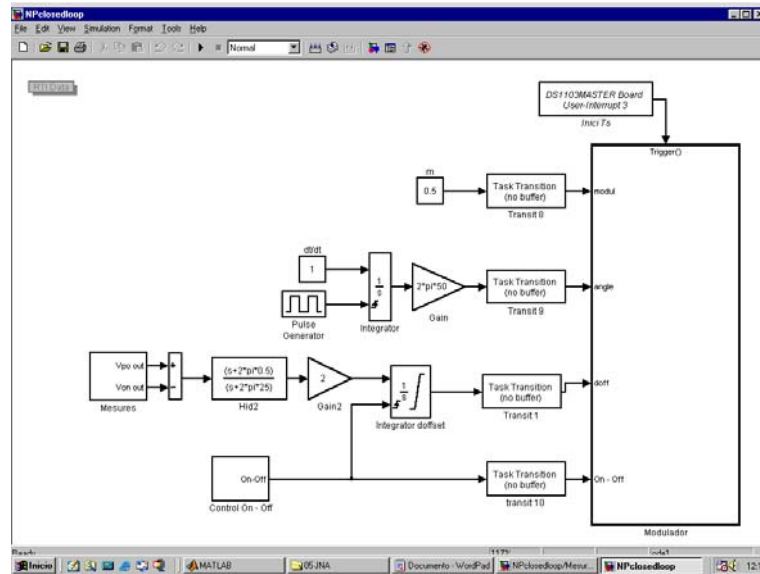 NPclosedloop
File Edit View Simulation Format Tools Help
Normal
RTI Data
DS1103MASTER Board
User-Interrupt 3
Inici Ts
Trigger()
m
0.5
Task Transition
(no buffer)
Transit 8
modul
dt/dt
1
Pulse
Generator
1
s
Integrator
2*pi*50
Gain
Task Transition
(no buffer)
Transit 9
angle
Vpo out
Von out
Mesures
+
−
(s+2*pi*0.5)
(s+2*pi*25)
Hid2
2
Gain2
1
s
Integrator doffset
Task Transition
(no buffer)
Transit 1
doff
On-Off
Control On - Off
Task Transition
(no buffer)
transit 10
On - Off
Modulador
Ready
117%
ode1
Inicio
MATLAB
05 JNA
Documento - WordPad
NPclosedloop/Mesur...
NPclosedloop